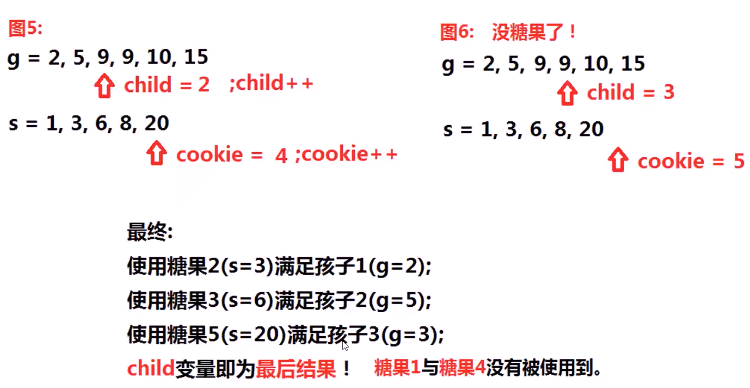 图5:
g = 2, 5, 9, 9, 10, 15
child = 2 ;child++
s = 1, 3, 6, 8, 20
cookie = 4 ;cookie++
图6: 没糖果了！
g = 2, 5, 9, 9, 10, 15
child = 3
s = 1, 3, 6, 8, 20
cookie = 5
最终:
使用糖果2(s=3)满足孩子1(g=2);
使用糖果3(s=6)满足孩子2(g=5);
使用糖果5(s=20)满足孩子3(g=3);
child变量即为最后结果！ 糖果1与糖果4没有被使用到。